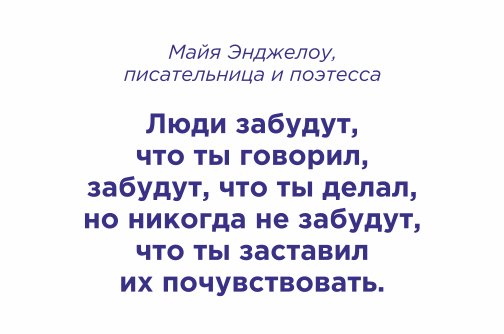 Майя Энджелоу,
писательница и поэтесса
Люди забудут,
что ты говорил,
забудут, что ты делал,
но никогда не забудут,
что ты заставил
их почувствовать.